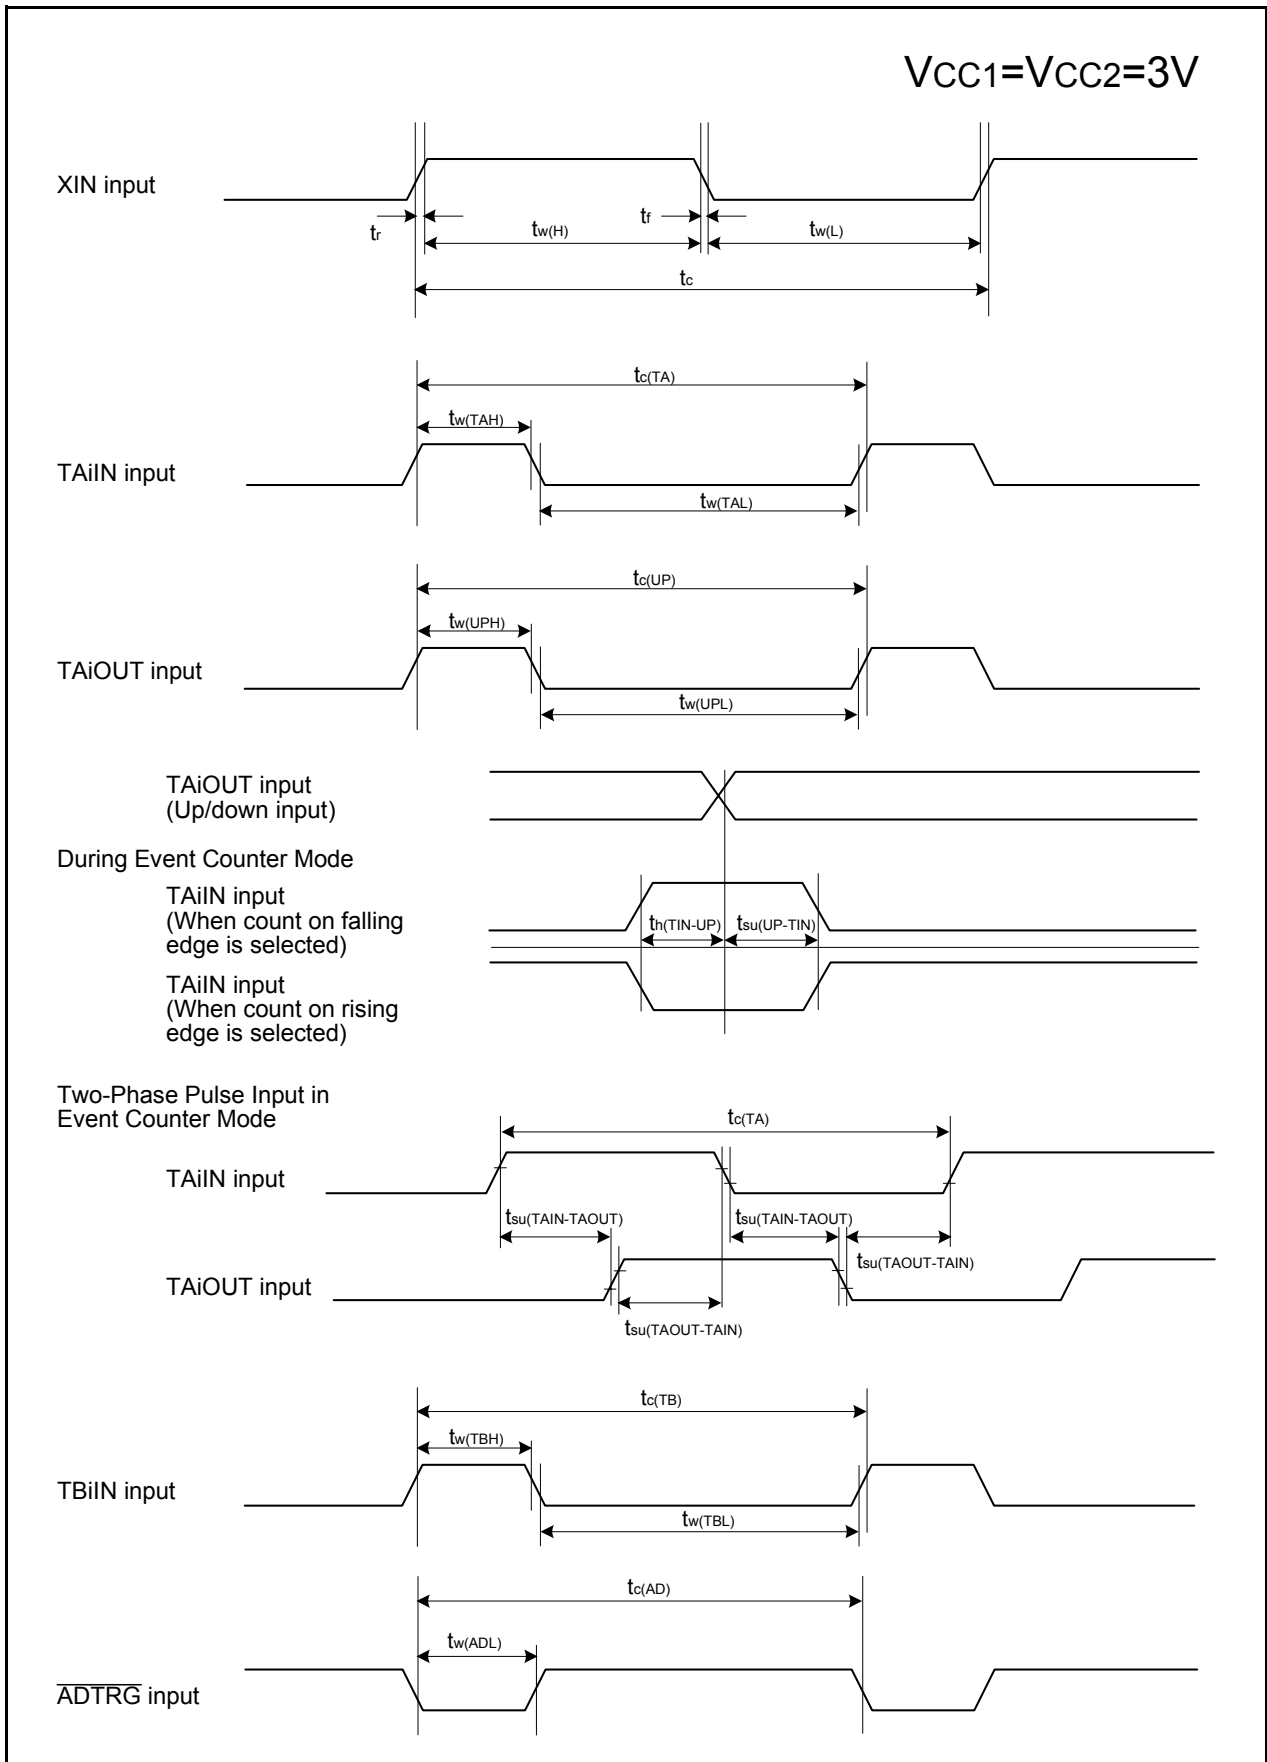 VCC1=VCC2=3V
XIN input
tr
tw(H)
tf
tw(L)
tc
tc(TA)
tw(TAH)
TAiIN input
tw(TAL)
tc(UP)
tw(UPH)
TAiOUT input
tw(UPL)
TAiOUT input
(Up/down input)
During Event Counter Mode
TAiIN input
(When count on falling
edge is selected)
th(TIN-UP)
tsu(UP-TIN)
TAiIN input
(When count on rising
edge is selected)
Two-Phase Pulse Input in
Event Counter Mode
tc(TA)
TAiIN input
tsu(TAIN-TAOUT)
tsu(TAIN-TAOUT)
tsu(TAOUT-TAIN)
TAiOUT input
tsu(TAOUT-TAIN)
tc(TB)
tw(TBH)
TBiIN input
tw(TBL)
tc(AD)
tw(ADL)
ADTRG input